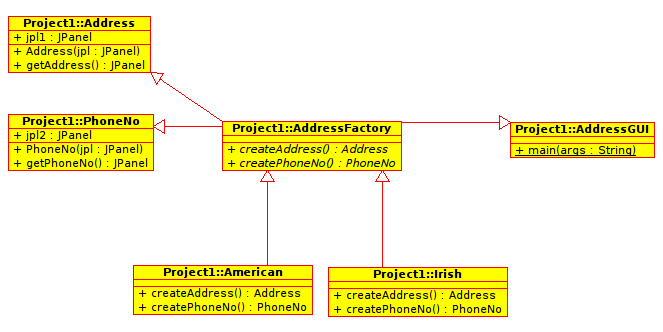 Project1::Address
+ jpl1 : JPanel
+ Address(jpl : JPanel)
+ getAddress() : JPanel
Project1::PhoneNo
+ jpl2 : JPanel
+ PhoneNo(jpl : JPanel)
+ getPhoneNo() : JPanel
Project1::AddressFactory
+ createAddress() : Address
+ createPhoneNo() : PhoneNo
Project1::AddressGUI
+ main(args : String)
Project1::American
+ createAddress() : Address
+ createPhoneNo() : PhoneNo
Project1::Irish
+ createAddress() : Address
+ createPhoneNo() : PhoneNo